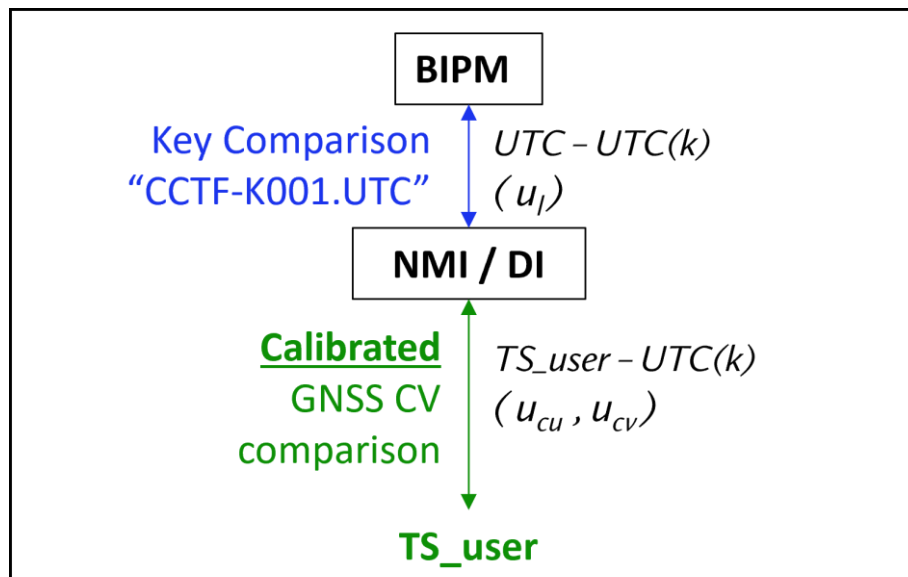 BIPM
Key Comparison
“CCTF-K001.UTC”
UTC – UTC(k)
( u_l )
NMI / DI
Calibrated
GNSS CV
comparison
TS_user – UTC(k)
( u_cu , u_cv )
TS_user